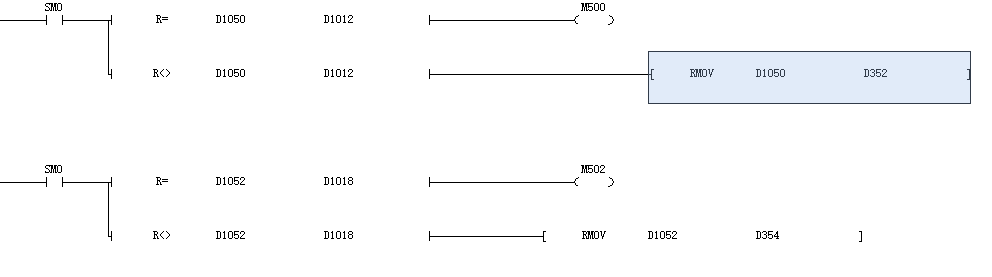 SM0 M500
R= D1050 D1012
R<> D1050 D1012 [ RMOV D1050 D352 ]
SM0 M502
R= D1052 D1018
R<> D1052 D1018 [ RMOV D1052 D354 ]